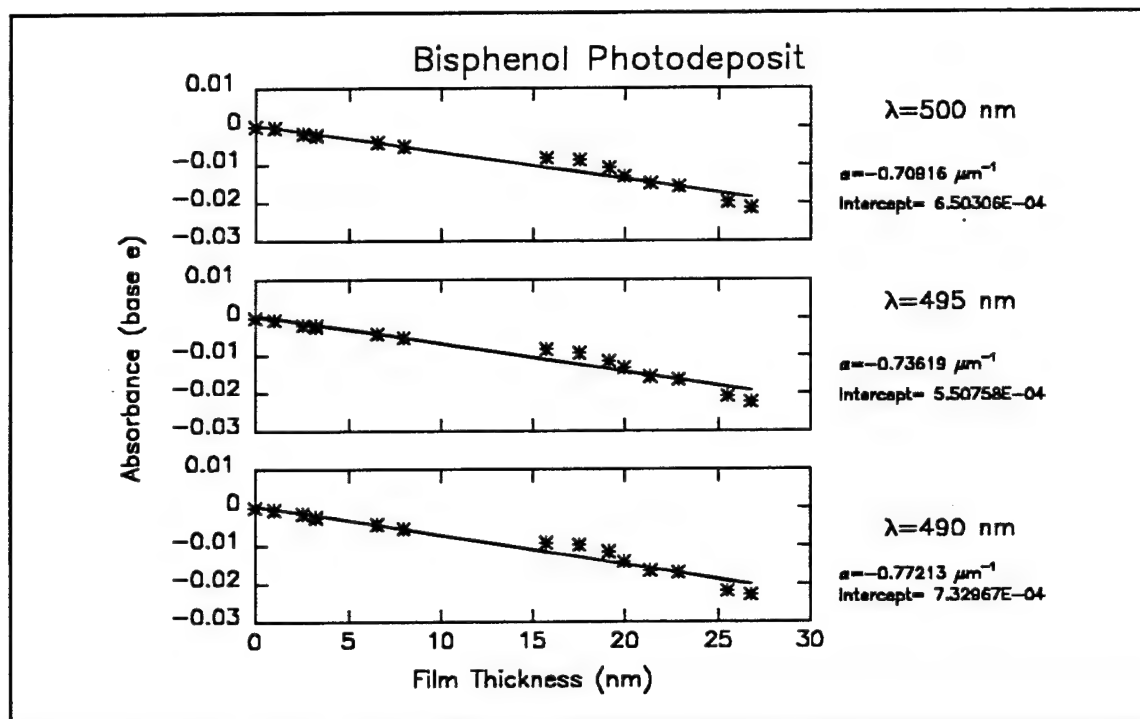 Bisphenol Photodeposit
Absorbance (base e)
0.01
0
-0.01
-0.02
-0.03
λ=500 nm
α=-0.70916 μm⁻¹
Intercept= 6.50306E-04
0.01
0
-0.01
-0.02
-0.03
λ=495 nm
α=-0.73619 μm⁻¹
Intercept= 5.50758E-04
0.01
0
-0.01
-0.02
-0.03
λ=490 nm
α=-0.77213 μm⁻¹
Intercept= 7.32967E-04
0 5 10 15 20 25 30
Film Thickness (nm)